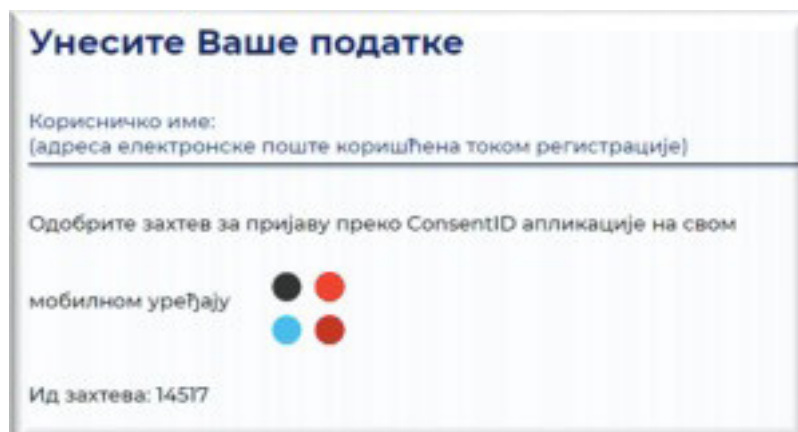 Унесите Ваше податке
Корисничко име:
(адреса електронске поште коришћена током регистрације)
Одобрите захтев за пријаву преко ConsentID апликације на свом
мобилном уређају
Ид захтева: 14517